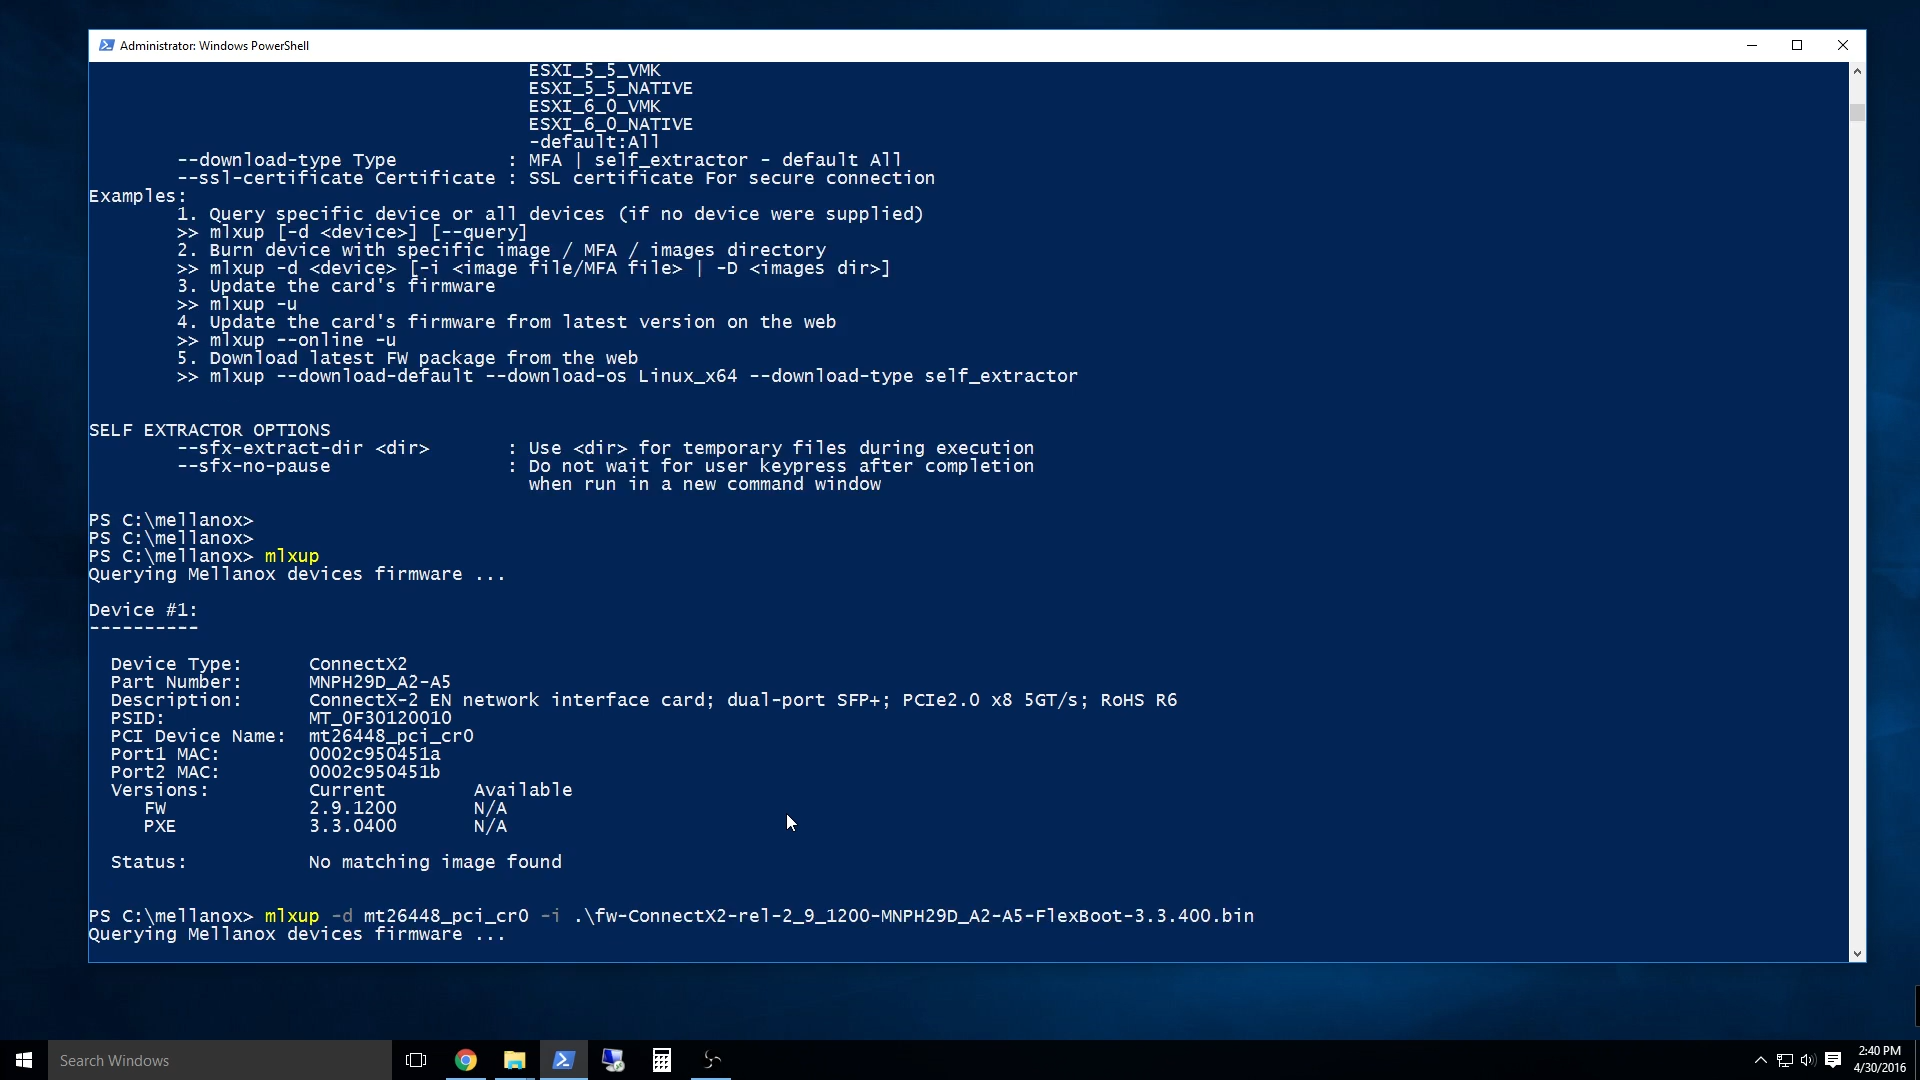 Administrator: Windows PowerShell
ESXI_5_5_VMK
ESXI_5_5_NATIVE
ESXI_6_0_VMK
ESXI_6_0_NATIVE
-default:All
--download-type Type : MFA | self_extractor - default All
--ssl-certificate Certificate : SSL certificate For secure connection
Examples:
1. Query specific device or all devices (if no device were supplied)
>> mlxup [-d <device>] [--query]
2. Burn device with specific image / MFA / images directory
>> mlxup -d <device> [-i <image file/MFA file> | -D <images dir>]
3. Update the card's firmware
>> mlxup -u
4. Update the card's firmware from latest version on the web
>> mlxup --online -u
5. Download latest FW package from the web
>> mlxup --download-default --download-os Linux_x64 --download-type self_extractor
SELF EXTRACTOR OPTIONS
--sfx-extract-dir <dir> : Use <dir> for temporary files during execution
--sfx-no-pause : Do not wait for user keypress after completion
when run in a new command window
PS C:\mellanox>
PS C:\mellanox>
PS C:\mellanox> mlxup
Querying Mellanox devices firmware ...
Device #1:
----------
Device Type: ConnectX2
Part Number: MNPH29D_A2-A5
Description: ConnectX-2 EN network interface card; dual-port SFP+; PCIe2.0 x8 5GT/s; RoHS R6
PSID: MT_0F30120010
PCI Device Name: mt26448_pci_cr0
Port1 MAC: 0002c950451a
Port2 MAC: 0002c950451b
Versions: Current Available
FW 2.9.1200 N/A
PXE 3.3.0400 N/A
Status: No matching image found
PS C:\mellanox> mlxup -d mt26448_pci_cr0 -i .\fw-ConnectX2-rel-2_9_1200-MNPH29D_A2-A5-FlexBoot-3.3.400.bin
Querying Mellanox devices firmware ...
Search Windows
2:40 PM
4/30/2016